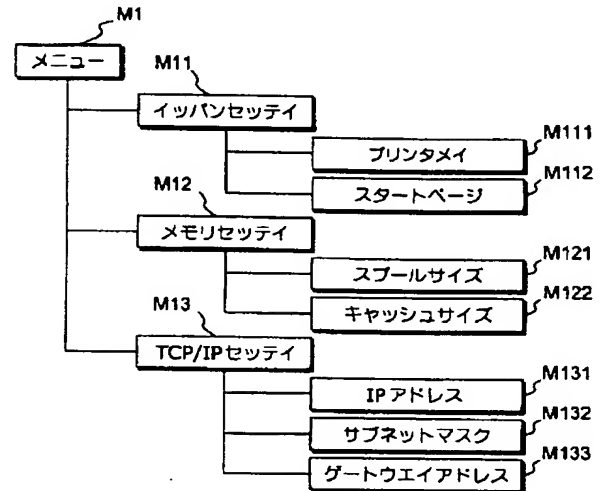 M1
メニュー
M11
イッパンセッテイ
M111
プリンタメイ
M112
スタートページ
M12
メモリセッテイ
M121
スプールサイズ
M122
キャッシュサイズ
M13
TCP/IPセッテイ
M131
IPアドレス
M132
サブネットマスク
M133
ゲートウエイアドレス